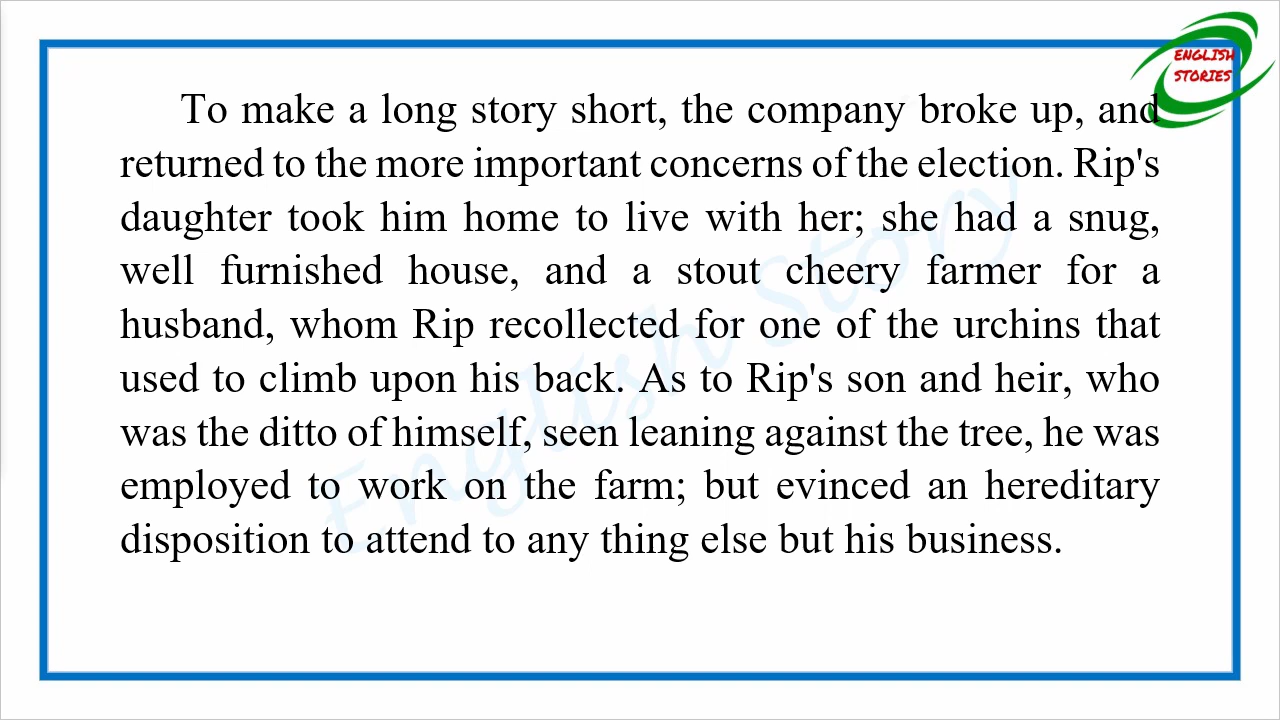 ENGLISH
STORIES
To make a long story short, the company broke up, and
returned to the more important concerns of the election. Rip's
daughter took him home to live with her; she had a snug,
well furnished house, and a stout cheery farmer for a
husband, whom Rip recollected for one of the urchins that
used to climb upon his back. As to Rip's son and heir, who
was the ditto of himself, seen leaning against the tree, he was
employed to work on the farm; but evinced an hereditary
disposition to attend to any thing else but his business.
English Story